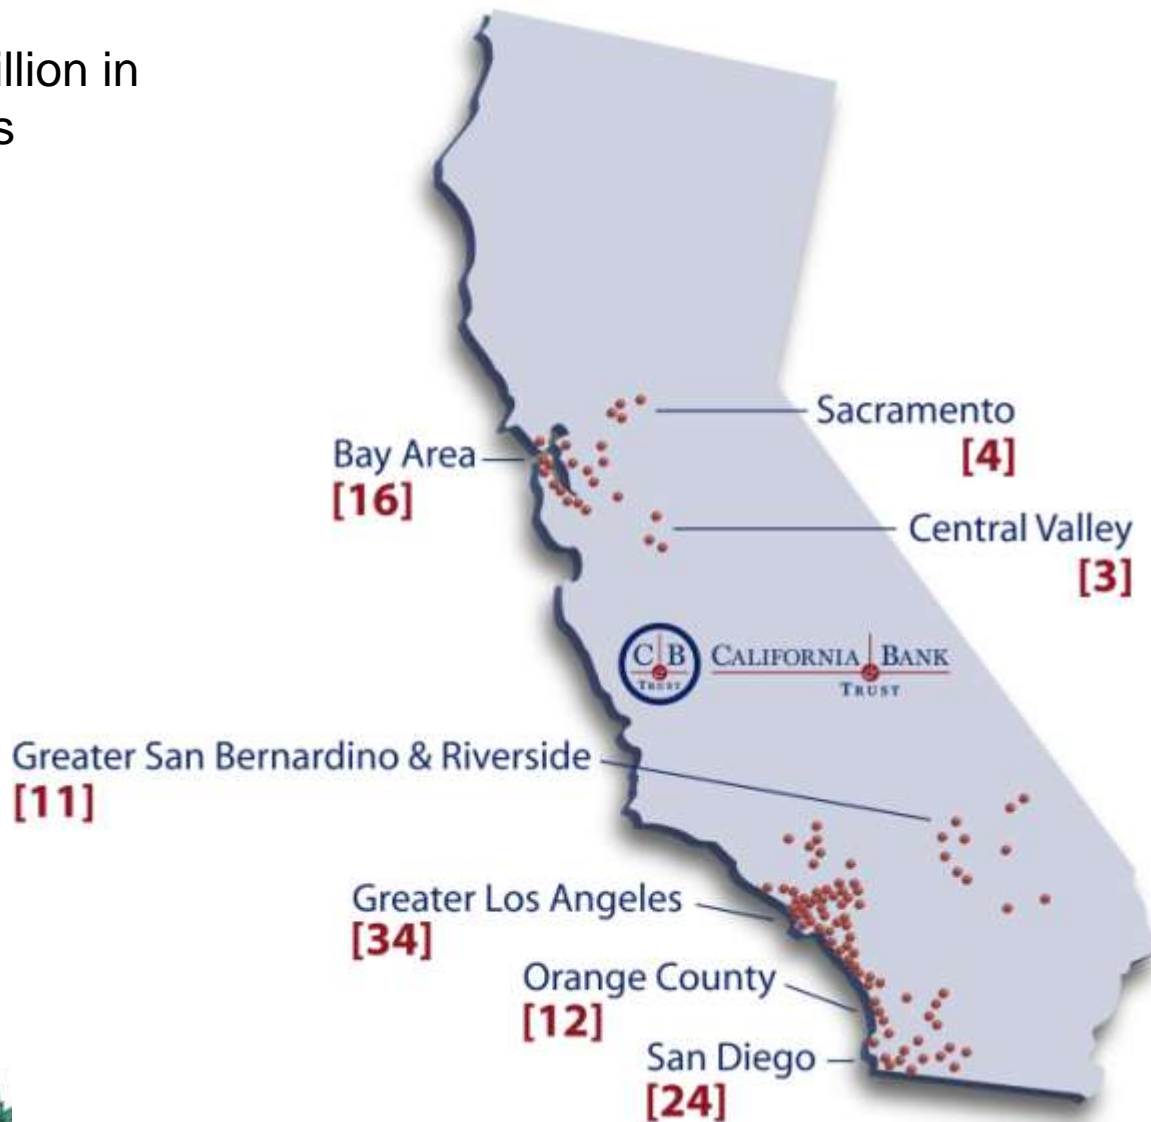 illion in
s
Sacramento
[4]
Bay Area
[16]
Central Valley
[3]
C B
TRUST
CALIFORNIA BANK
TRUST
Greater San Bernardino & Riverside
[11]
Greater Los Angeles
[34]
Orange County
[12]
San Diego
[24]